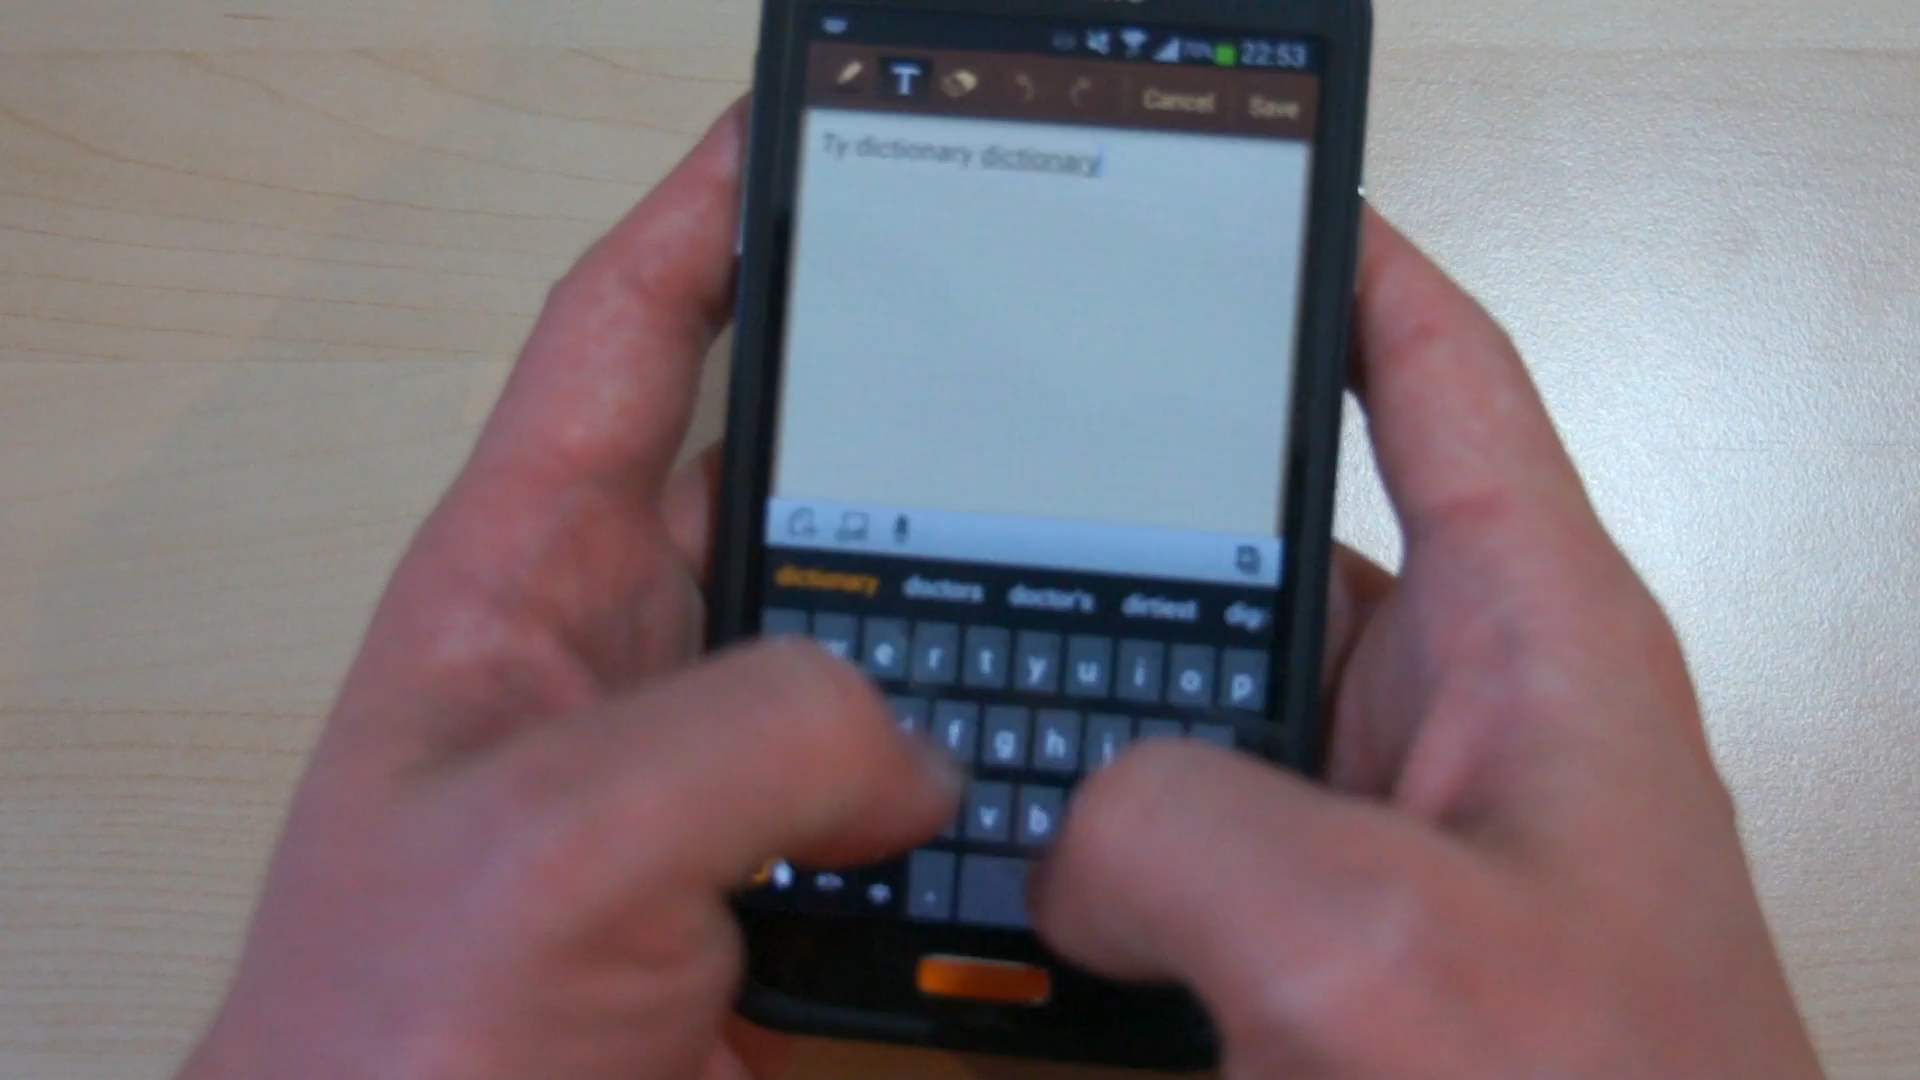 22:53
T Cancel Save
Ty dictionary dictionary
dictionary doctors doctor's dirtiest
e r t y u i o p
f g h j
v b
.